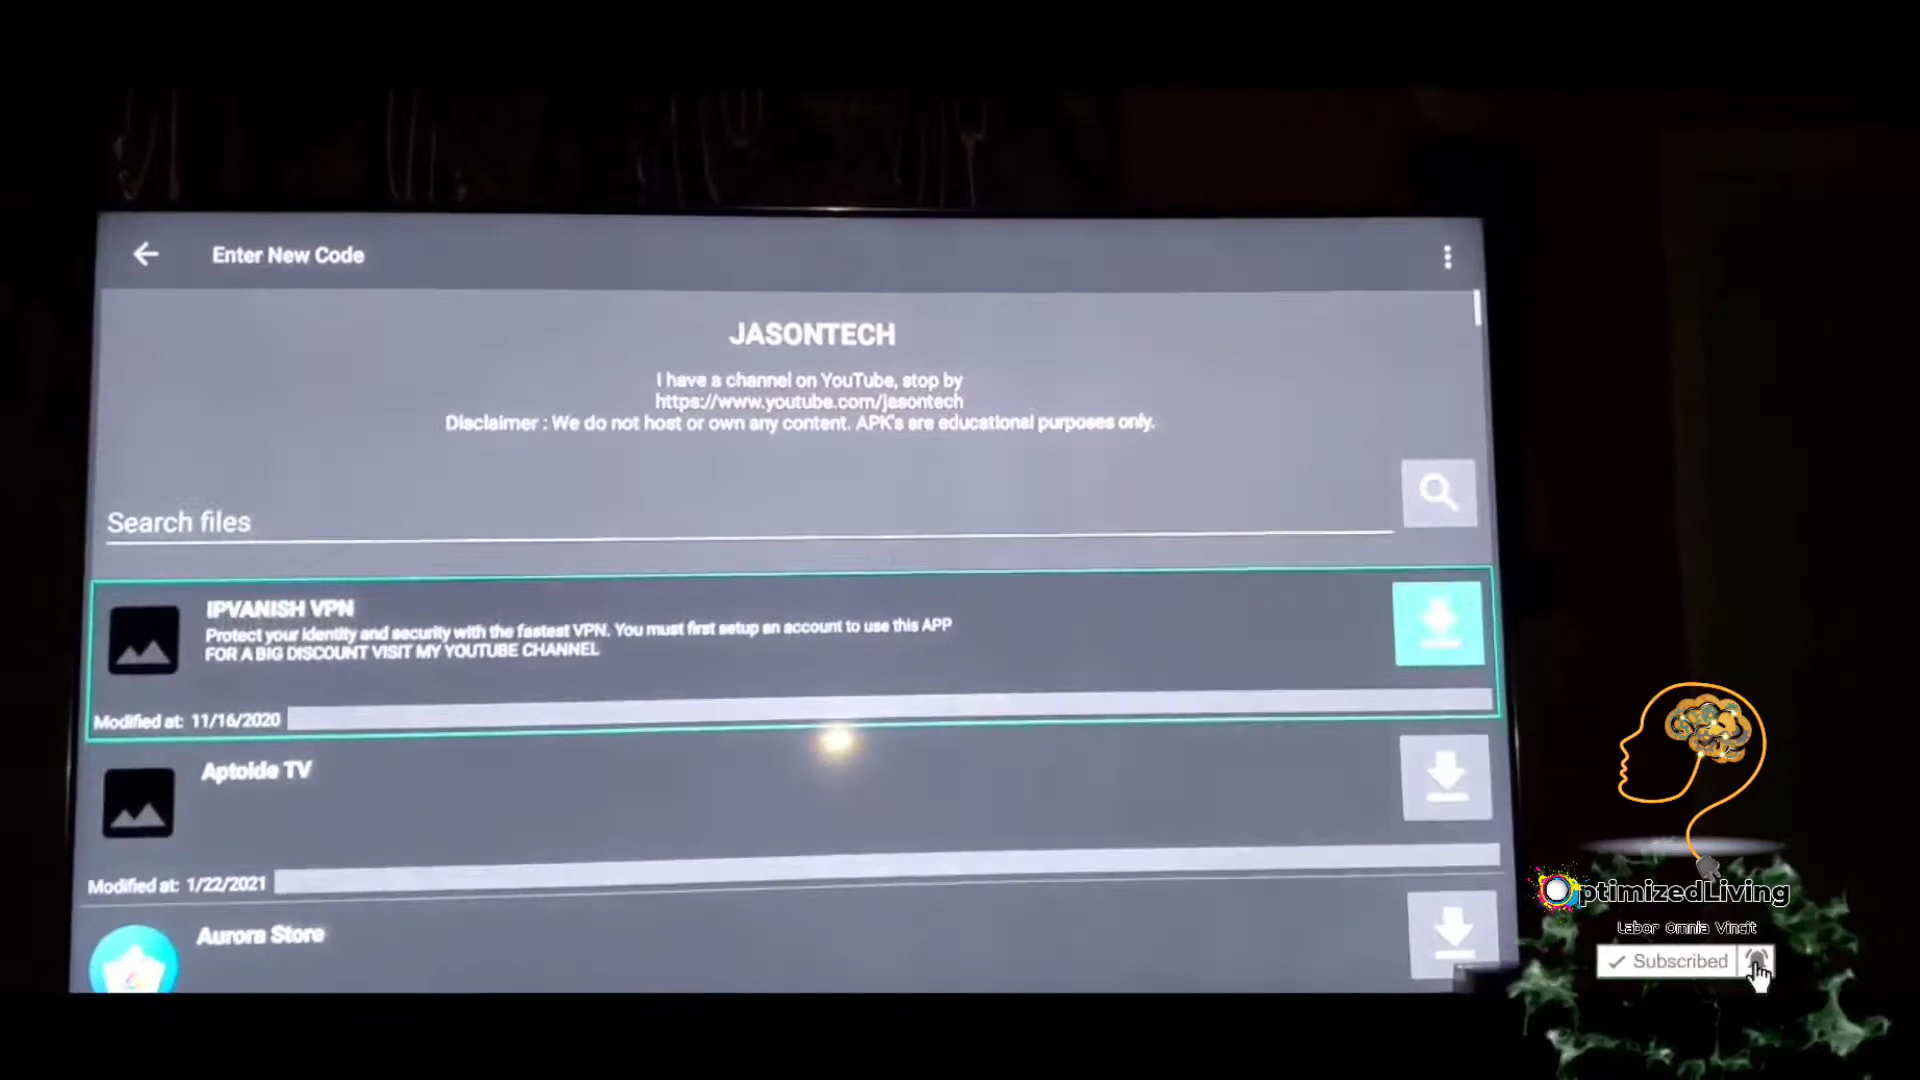 Enter New Code
JASONTECH
I have a channel on YouTube, stop by
https://www.youtube.com/jasontech
Disclaimer : We do not host or own any content. APK's are educational purposes only.
Search files
IPVANISH VPN
Protect your identity and security with the fastest VPN. You must first setup an account to use this APP
FOR A BIG DISCOUNT VISIT MY YOUTUBE CHANNEL
Modified at: 11/16/2020
Aptoide TV
Modified at: 1/22/2021
Aurora Store
OptimizedLiving
Labor Omnia Vincit
Subscribed